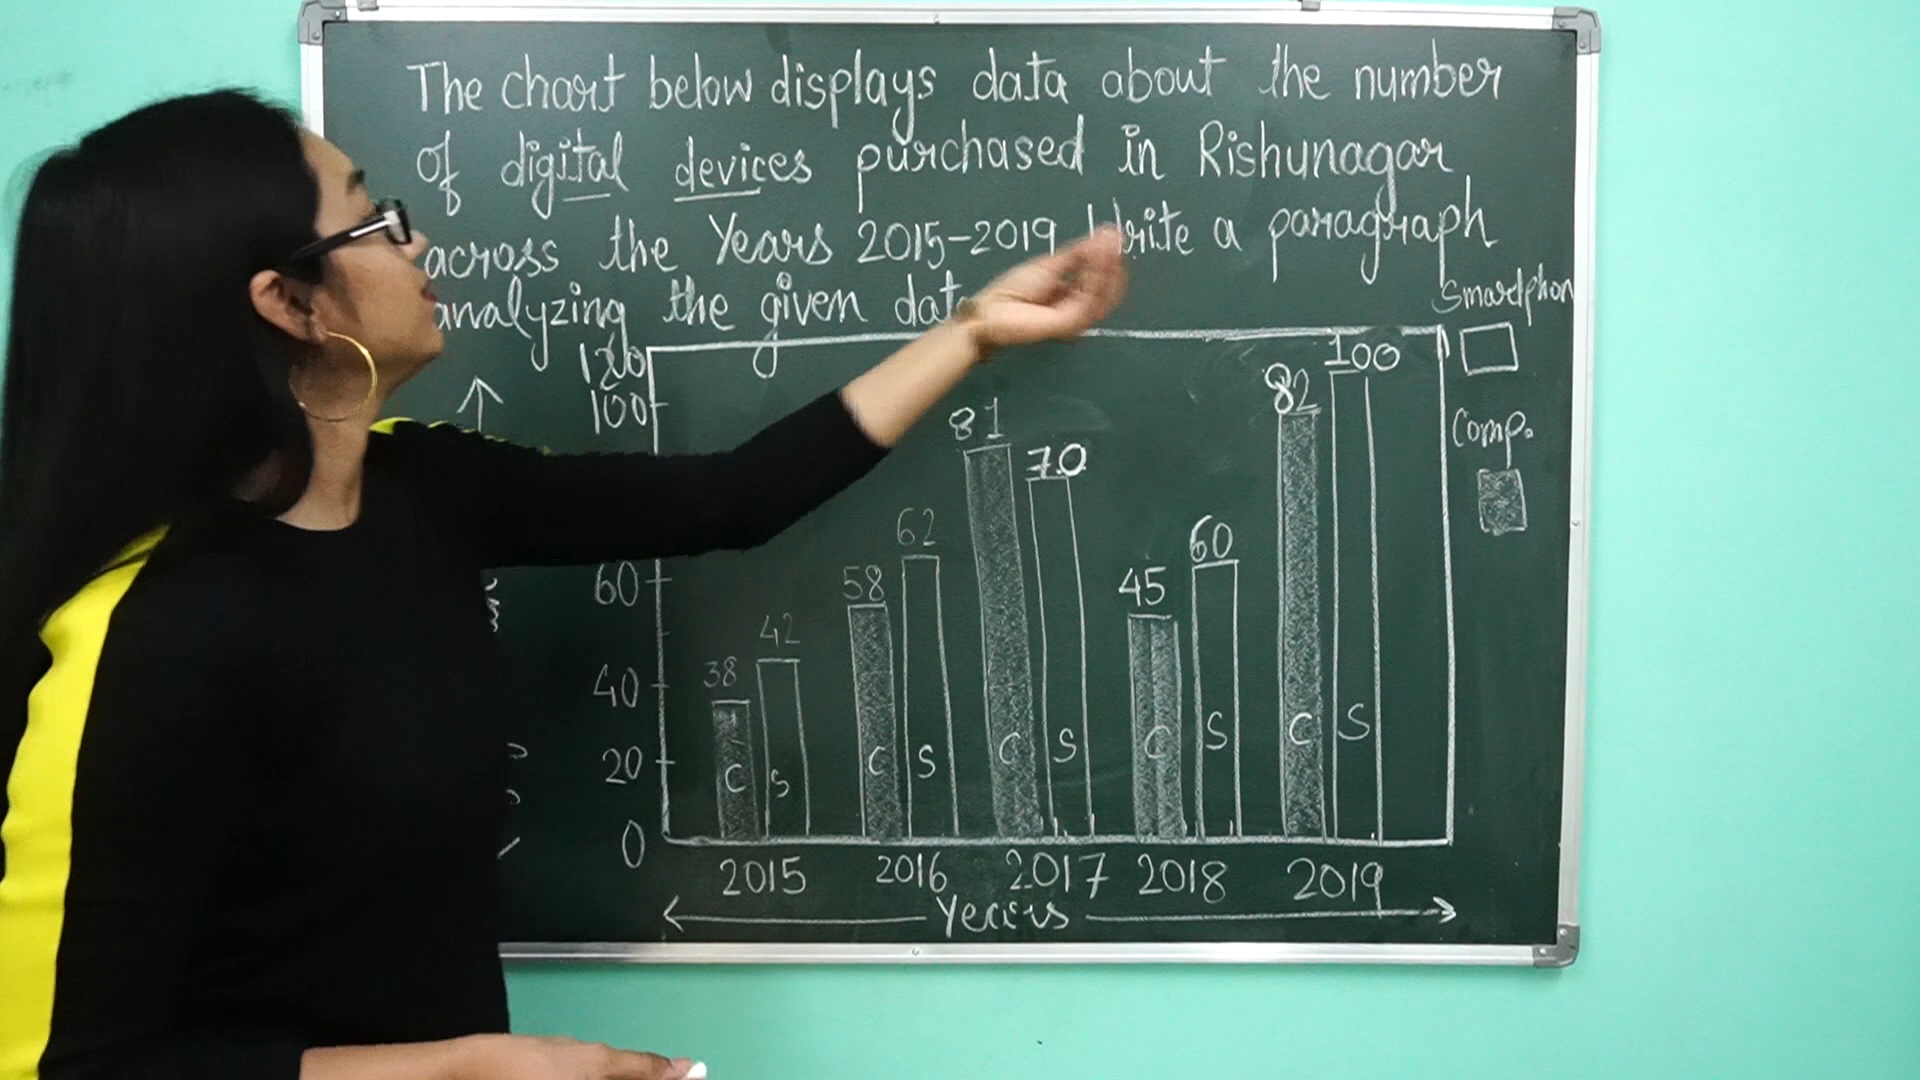 The chart below displays data about the number
of digital devices purchased in Rishunagar
across the Years 2015-2019. Write a paragraph
analyzing the given data
Smartphon
Comp.
120
100
60
40
20
0
38
42
58
62
81
70
45
60
82
100
C S C S C S C S C S
2015 2016 2017 2018 2019
Years